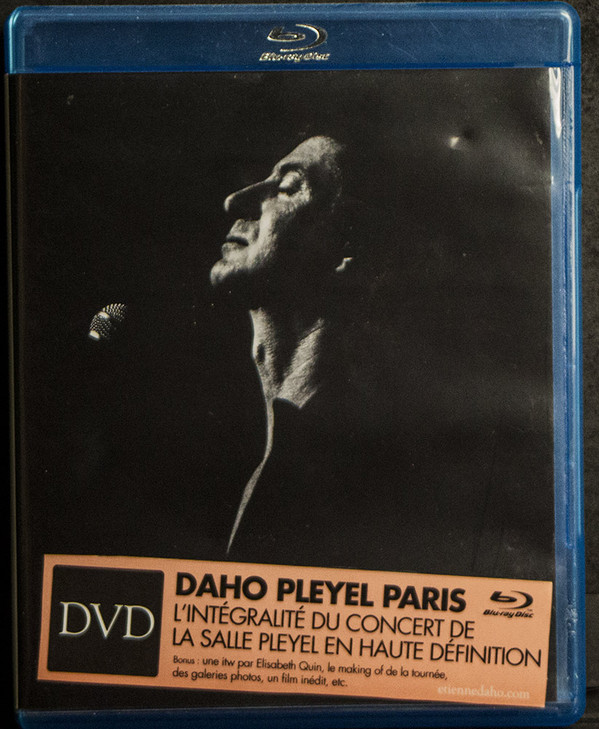 Blu-ray Disc
DVD
DAHO PLEYEL PARIS
Blu-ray Disc
L'INTÉGRALITÉ DU CONCERT DE
LA SALLE PLEYEL EN HAUTE DÉFINITION
Bonus : une itw par Elisabeth Quin, le making of de la tournée,
des galeries photos, un film inédit, etc.
etiennedaho.com